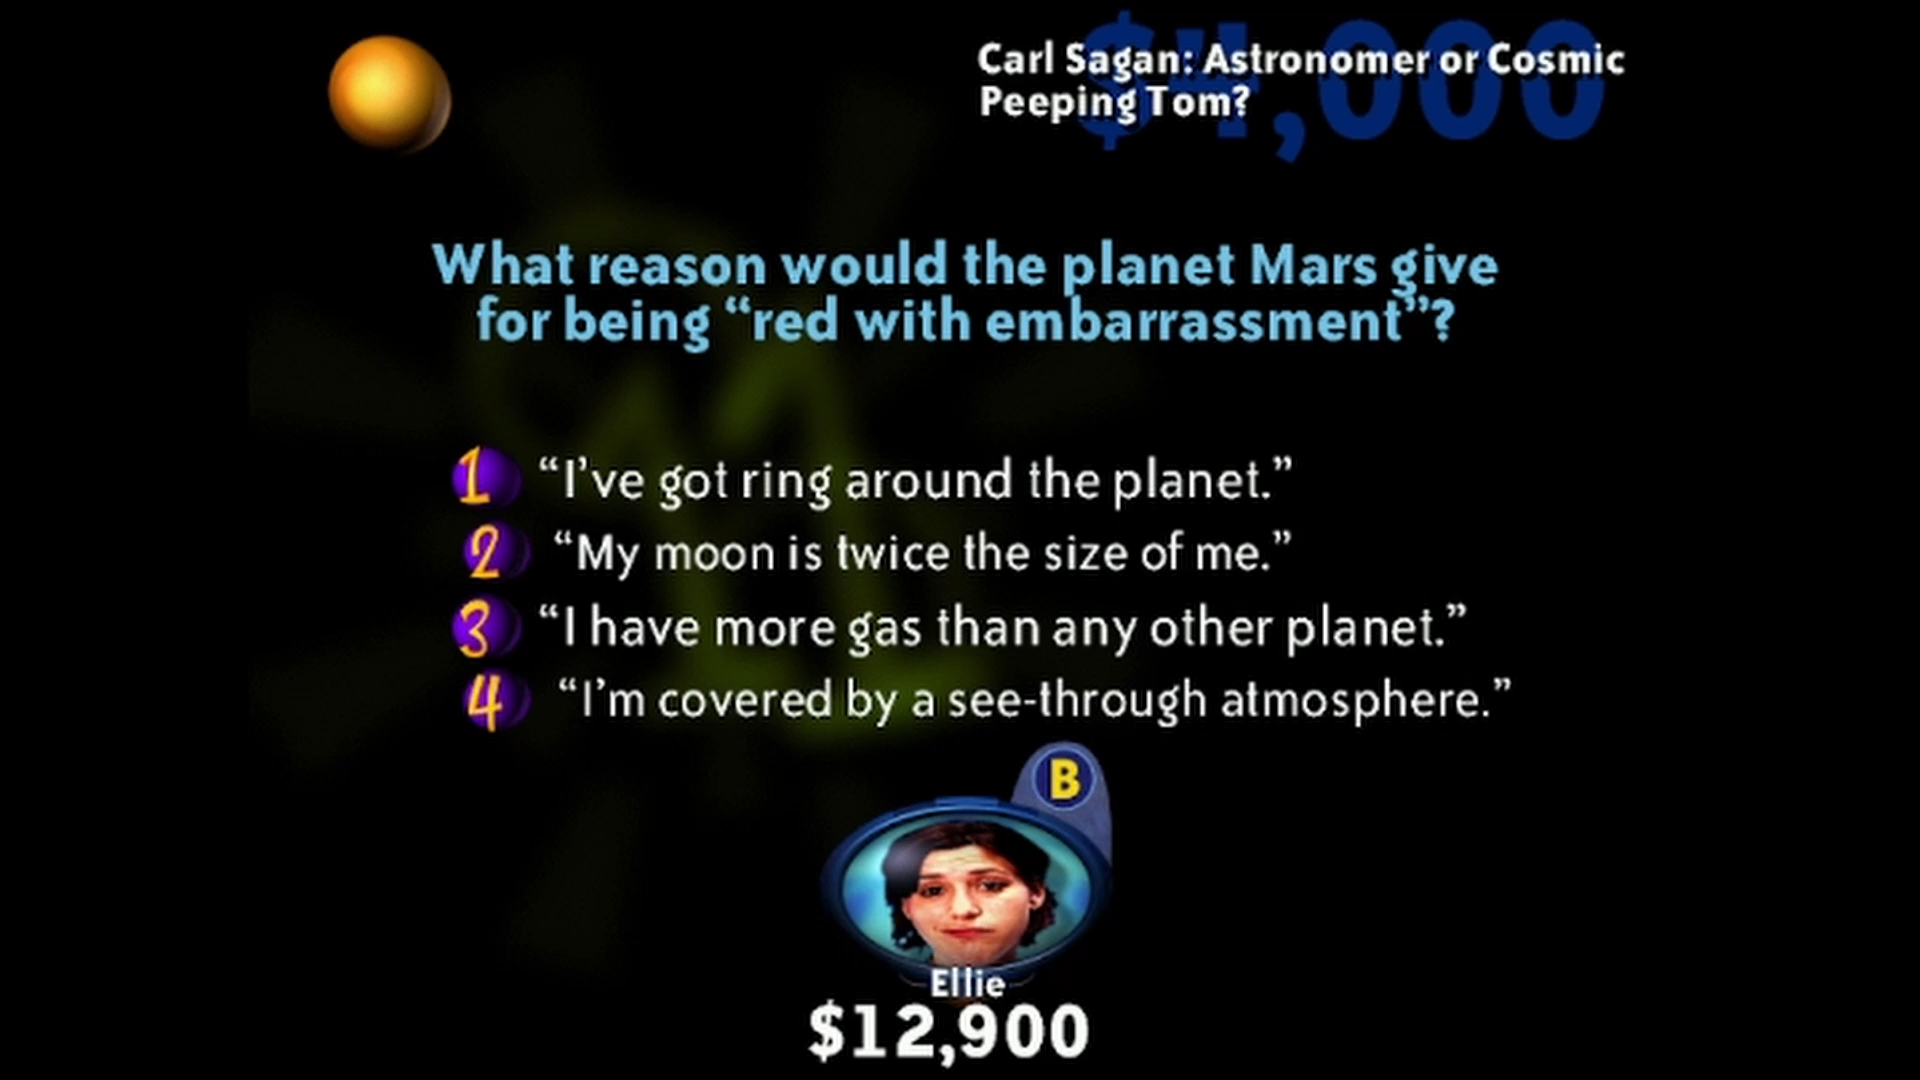 $4,000
Carl Sagan: Astronomer or Cosmic
Peeping Tom?
What reason would the planet Mars give
for being “red with embarrassment”?
1 “I’ve got ring around the planet.”
2 “My moon is twice the size of me.”
3 “I have more gas than any other planet.”
4 “I’m covered by a see-through atmosphere.”
B
Ellie
$12,900